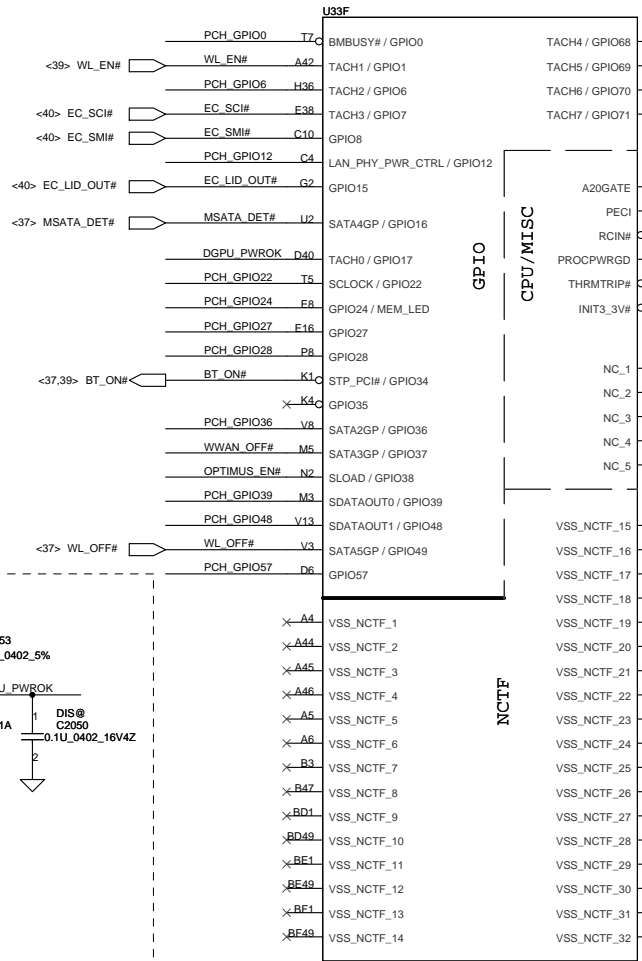 U33F
PCH_GPIO0 T7 BMBUSY# / GPIO0 TACH4 / GPIO68
<39> WL_EN# WL_EN# A42 TACH1 / GPIO1 TACH5 / GPIO69
PCH_GPIO6 H36 TACH2 / GPIO6 TACH6 / GPIO70
<40> EC_SCI# EC_SCI# E38 TACH3 / GPIO7 TACH7 / GPIO71
<40> EC_SMI# EC_SMI# C10 GPIO8
PCH_GPIO12 C4 LAN_PHY_PWR_CTRL / GPIO12
<40> EC_LID_OUT# EC_LID_OUT# G2 GPIO15 A20GATE
PECI
<37> MSATA_DET# MSATA_DET# U2 SATA4GP / GPIO16
RCIN#
DGPU_PWROK D40 TACH0 / GPIO17 PROCPWRGD
PCH_GPIO22 T5 SCLOCK / GPIO22 THRMTRIP#
PCH_GPIO24 E8 GPIO24 / MEM_LED INIT3_3V#
PCH_GPIO27 E16 GPIO27
PCH_GPIO28 P8 GPIO28
GPIO
CPU/MISC
<37,39> BT_ON# BT_ON# K1 STP_PCI# / GPIO34 NC_1
K4 GPIO35 NC_2
PCH_GPIO36 V8 SATA2GP / GPIO36 NC_3
WWAN_OFF# M5 SATA3GP / GPIO37 NC_4
OPTIMUS_EN# N2 SLOAD / GPIO38 NC_5
PCH_GPIO39 M3 SDATAOUT0 / GPIO39
PCH_GPIO48 V13 SDATAOUT1 / GPIO48 VSS_NCTF_15
<37> WL_OFF# WL_OFF# V3 SATA5GP / GPIO49 VSS_NCTF_16
PCH_GPIO57 D6 GPIO57 VSS_NCTF_17
VSS_NCTF_18
A4 VSS_NCTF_1 VSS_NCTF_19
A44 VSS_NCTF_2 VSS_NCTF_20
A45 VSS_NCTF_3 VSS_NCTF_21
A46 VSS_NCTF_4 VSS_NCTF_22
A5 VSS_NCTF_5 VSS_NCTF_23
A6 VSS_NCTF_6 VSS_NCTF_24
B3 VSS_NCTF_7 VSS_NCTF_25
B47 VSS_NCTF_8 VSS_NCTF_26
BD1 VSS_NCTF_9 VSS_NCTF_27
BD49 VSS_NCTF_10 VSS_NCTF_28
BE1 VSS_NCTF_11 VSS_NCTF_29
BE49 VSS_NCTF_12 VSS_NCTF_30
BF1 VSS_NCTF_13 VSS_NCTF_31
BF49 VSS_NCTF_14 VSS_NCTF_32
NCTF
53
_0402_5%
U_PWROK
1A
1
2
DIS@
C2050
0.1U_0402_16V4Z